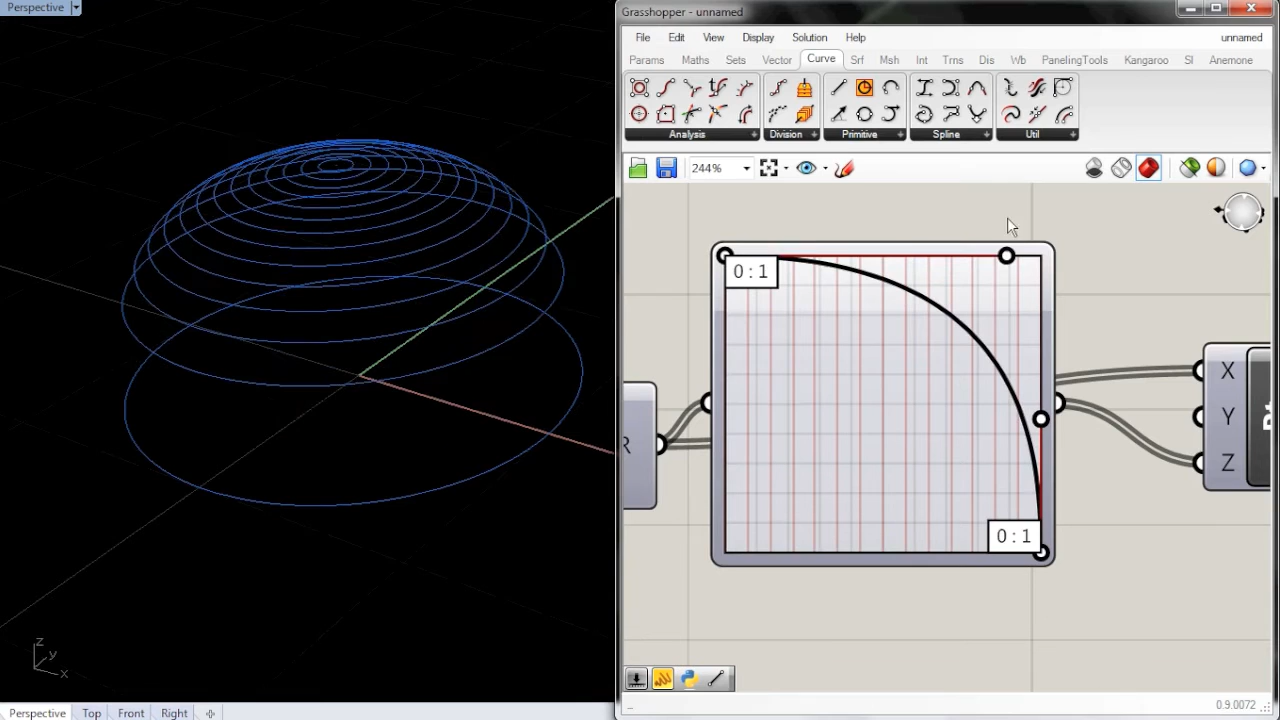 Perspective
Grasshopper - unnamed
File Edit View Display Solution Help unnamed
Params Maths Sets Vector Curve Srf Msh Int Trns Dis Wb PanelingTools Kangaroo SI Anemone
Analysis Division Primitive Spline Util
244%
0 : 1
0 : 1
R
X
Y
Z
z
y
x
Perspective Top Front Right
0.9.0072